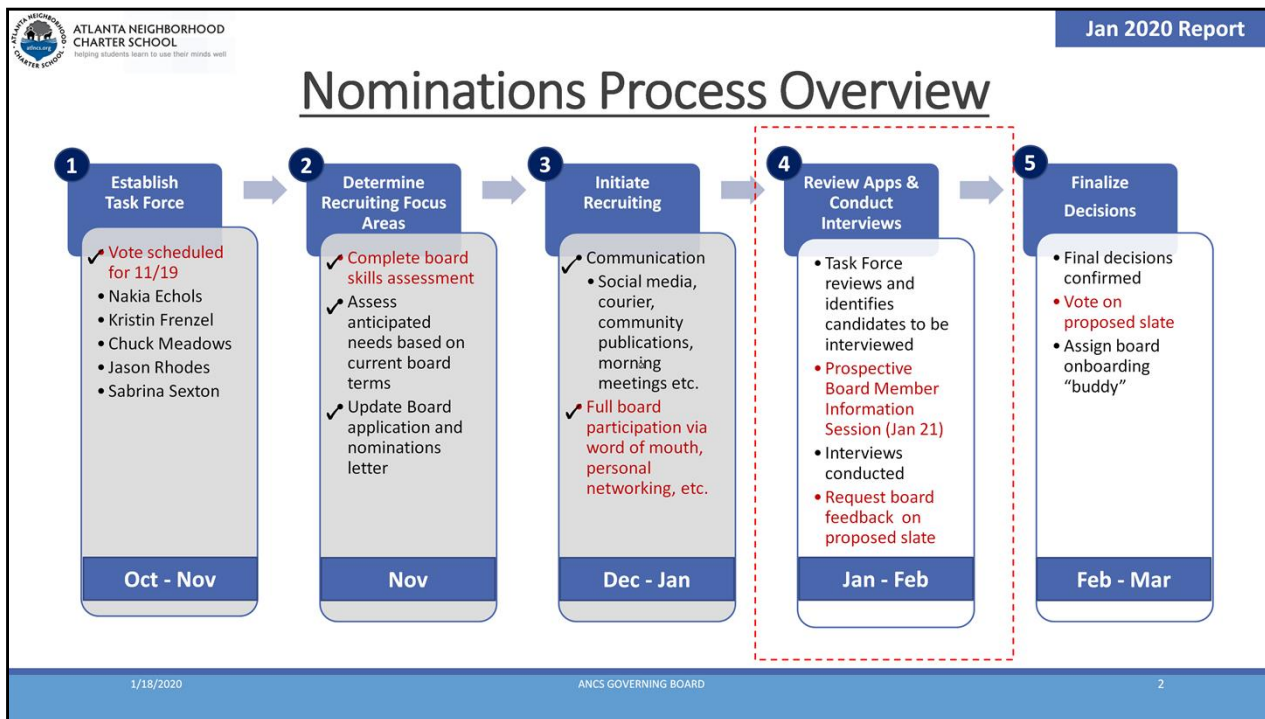 atlncs.org
CHARTER SCHOOL
ATLANTA NEIGHBORHOOD
CHARTER SCHOOL
helping students learn to use their minds well
Jan 2020 Report
Nominations Process Overview
1
Establish
Task Force
✓ Vote scheduled
for 11/19
• Nakia Echols
• Kristin Frenzel
• Chuck Meadows
• Jason Rhodes
• Sabrina Sexton
Oct - Nov
2
Determine
Recruiting Focus
Areas
✓ • Complete board
skills assessment
✓ • Assess
anticipated
needs based on
current board
terms
✓ • Update Board
application and
nominations
letter
Nov
3
Initiate
Recruiting
✓ • Communication
• Social media,
courier,
community
publications,
morning
meetings etc.
✓ • Full board
participation via
word of mouth,
personal
networking, etc.
Dec - Jan
4
Review Apps &
Conduct
Interviews
• Task Force
reviews and
identifies
candidates to be
interviewed
• Prospective
Board Member
Information
Session (Jan 21)
• Interviews
conducted
• Request board
feedback on
proposed slate
Jan - Feb
5
Finalize
Decisions
• Final decisions
confirmed
• Vote on
proposed slate
• Assign board
onboarding
“buddy”
Feb - Mar
1/18/2020
ANCS GOVERNING BOARD
2